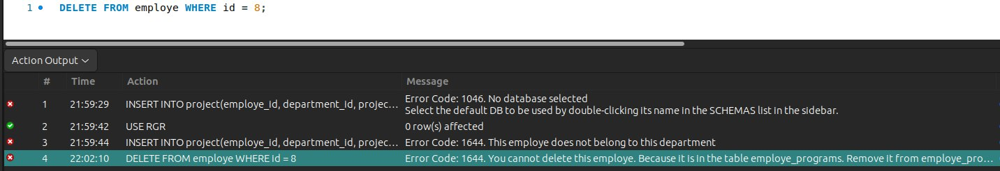 1 DELETE FROM employe WHERE id = 8;
Action Output
# Time Action Message
1 21:59:29 INSERT INTO project(employe_id, department_id, projec... Error Code: 1046. No database selected
Select the default DB to be used by double-clicking its name in the SCHEMAS list in the sidebar.
2 21:59:42 USE RGR 0 row(s) affected
3 21:59:44 INSERT INTO project(employe_id, department_id, projec... Error Code: 1644. This employe does not belong to this department
4 22:02:10 DELETE FROM employe WHERE id = 8 Error Code: 1644. You cannot delete this employe. Because it is in the table employe_programs. Remove it from employe_pro...